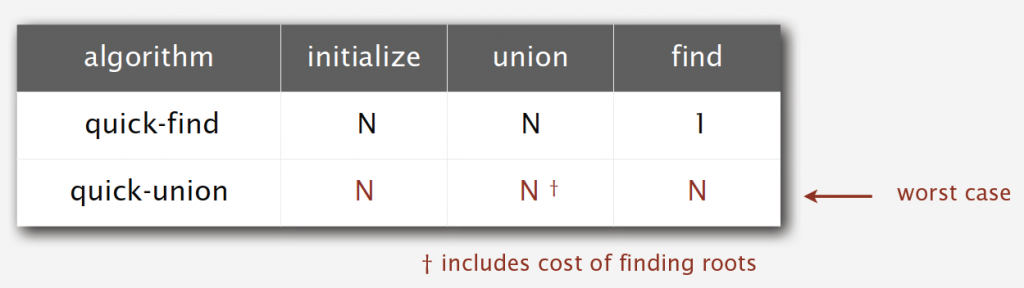 algorithm initialize union find
quick-find N N 1
quick-union N N † N worst case
† includes cost of finding roots